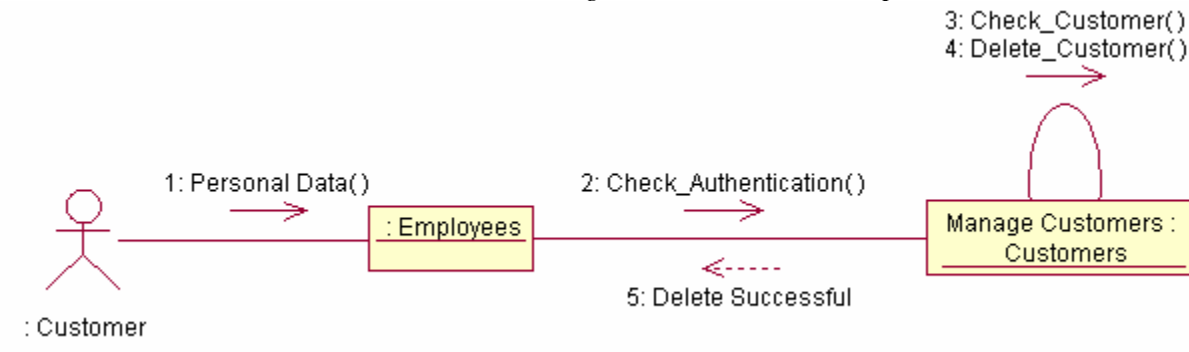 3: Check_Customer()
4: Delete_Customer()
1: Personal Data()
2: Check_Authentication()
: Employees
Manage Customers :
Customers
5: Delete Successful
: Customer